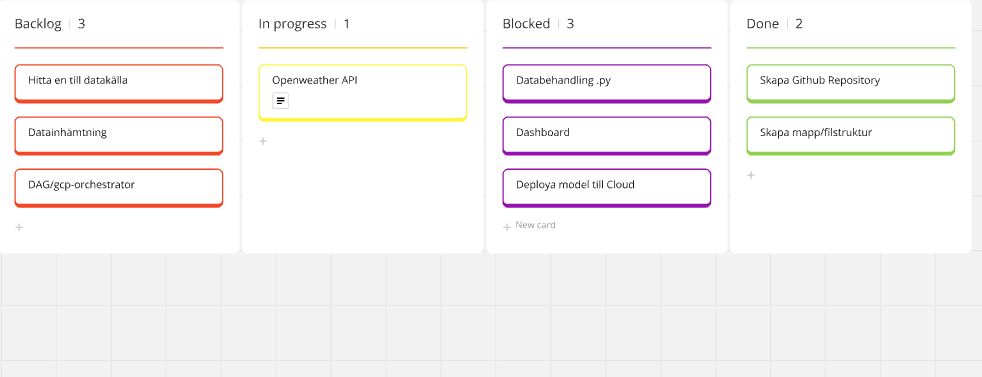 Backlog | 3
Hitta en till datakälla
Datainhämtning
DAG/gcp-orchestrator
+
In progress | 1
Openweather API
+
Blocked | 3
Databehandling .py
Dashboard
Deploya model till Cloud
+ New card
Done | 2
Skapa Github Repository
Skapa mapp/filstruktur
+